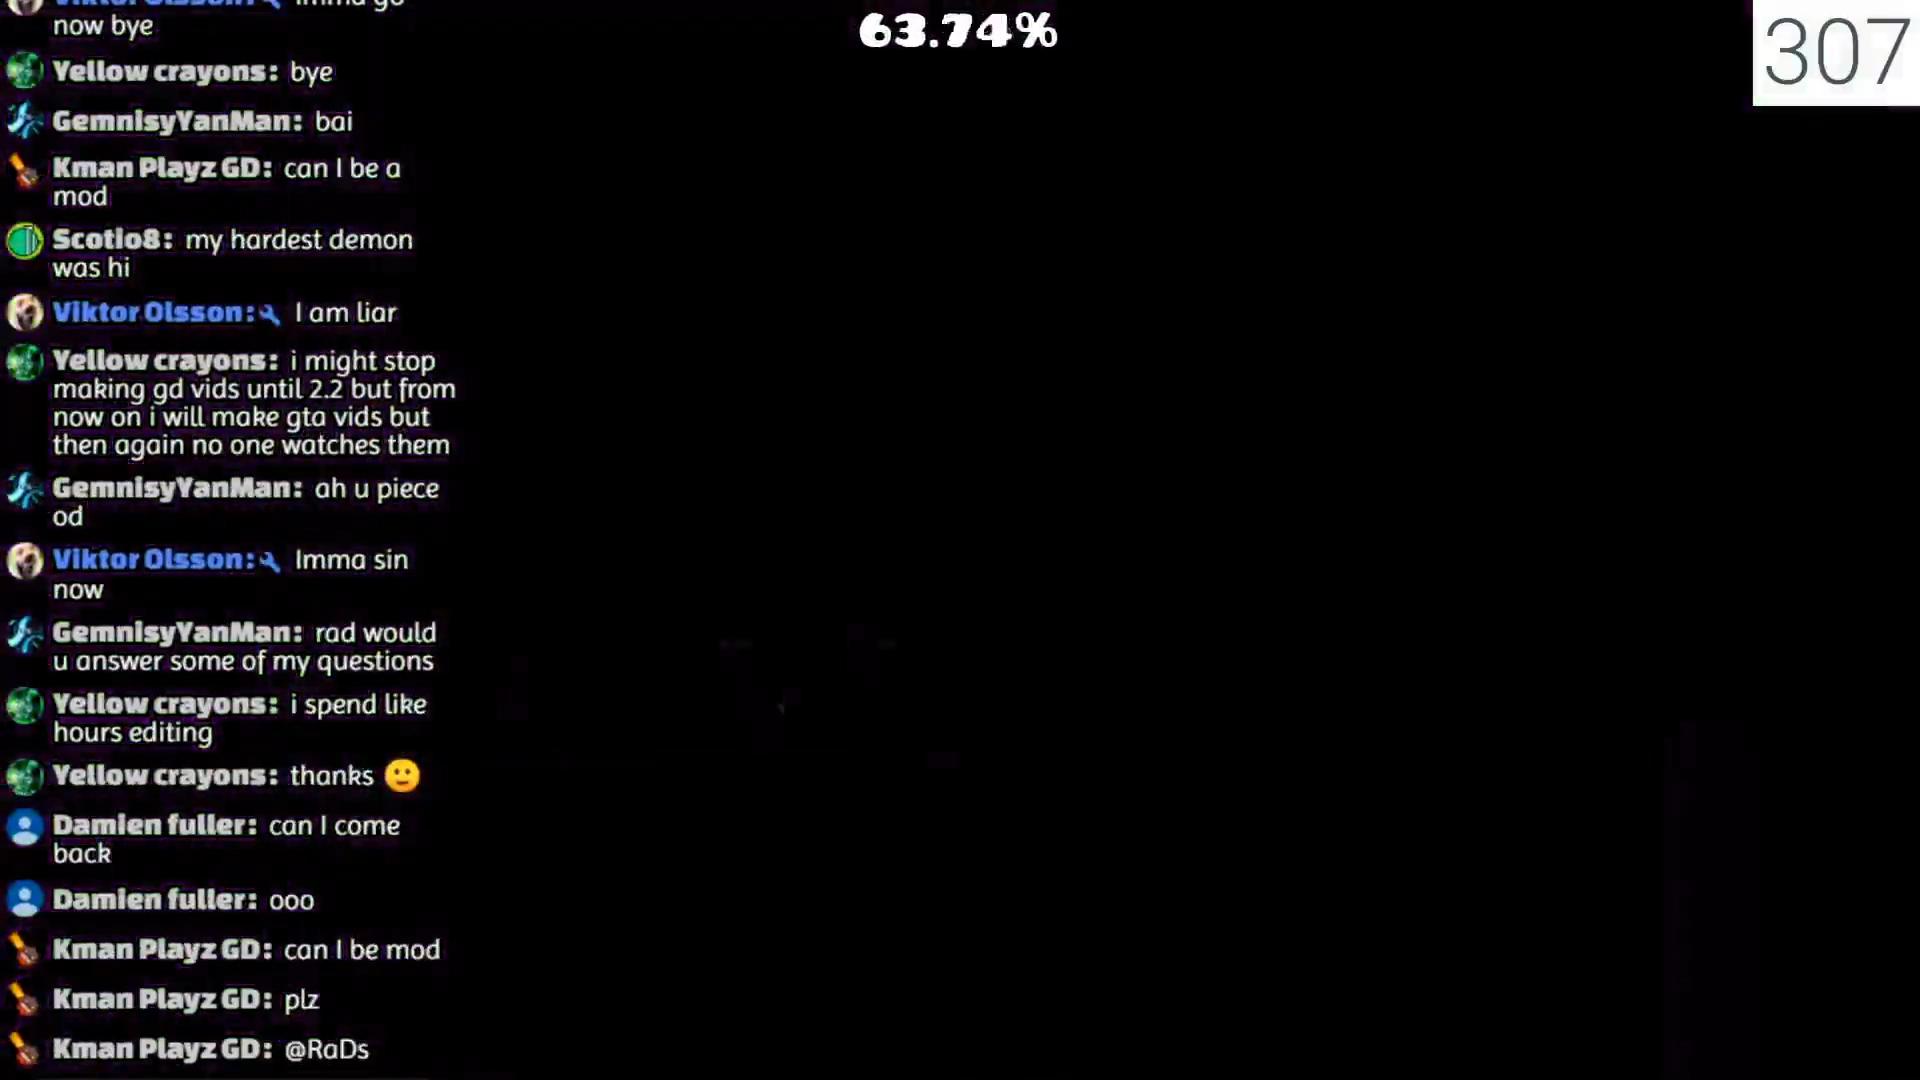 Viktor Olsson: Imma go
now bye
63.74%
307
Yellow crayons: bye
GemnisyYanMan: bai
Kman Playz GD: can I be a
mod
Scotio8: my hardest demon
was hi
Viktor Olsson: I am liar
Yellow crayons: i might stop
making gd vids until 2.2 but from
now on i will make gta vids but
then again no one watches them
GemnisyYanMan: ah u piece
od
Viktor Olsson: Imma sin
now
GemnisyYanMan: rad would
u answer some of my questions
Yellow crayons: i spend like
hours editing
Yellow crayons: thanks 🙂
Damien fuller: can I come
back
Damien fuller: ooo
Kman Playz GD: can I be mod
Kman Playz GD: plz
Kman Playz GD: @RaDs